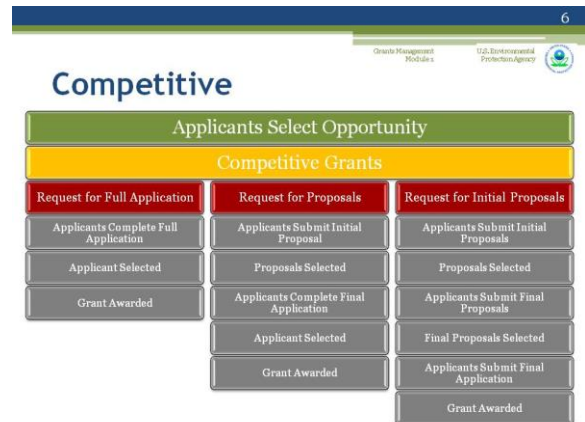 6
Grants Management
Module 1
U.S. Environmental
Protection Agency
Competitive
Applicants Select Opportunity
Competitive Grants
Request for Full Application
Applicants Complete Full
Application
Applicant Selected
Grant Awarded
Request for Proposals
Applicants Submit Initial
Proposal
Proposals Selected
Applicants Complete Final
Application
Applicant Selected
Grant Awarded
Request for Initial Proposals
Applicants Submit Initial
Proposals
Proposals Selected
Applicants Submit Final
Proposals
Final Proposals Selected
Applicants Submit Final
Application
Grant Awarded